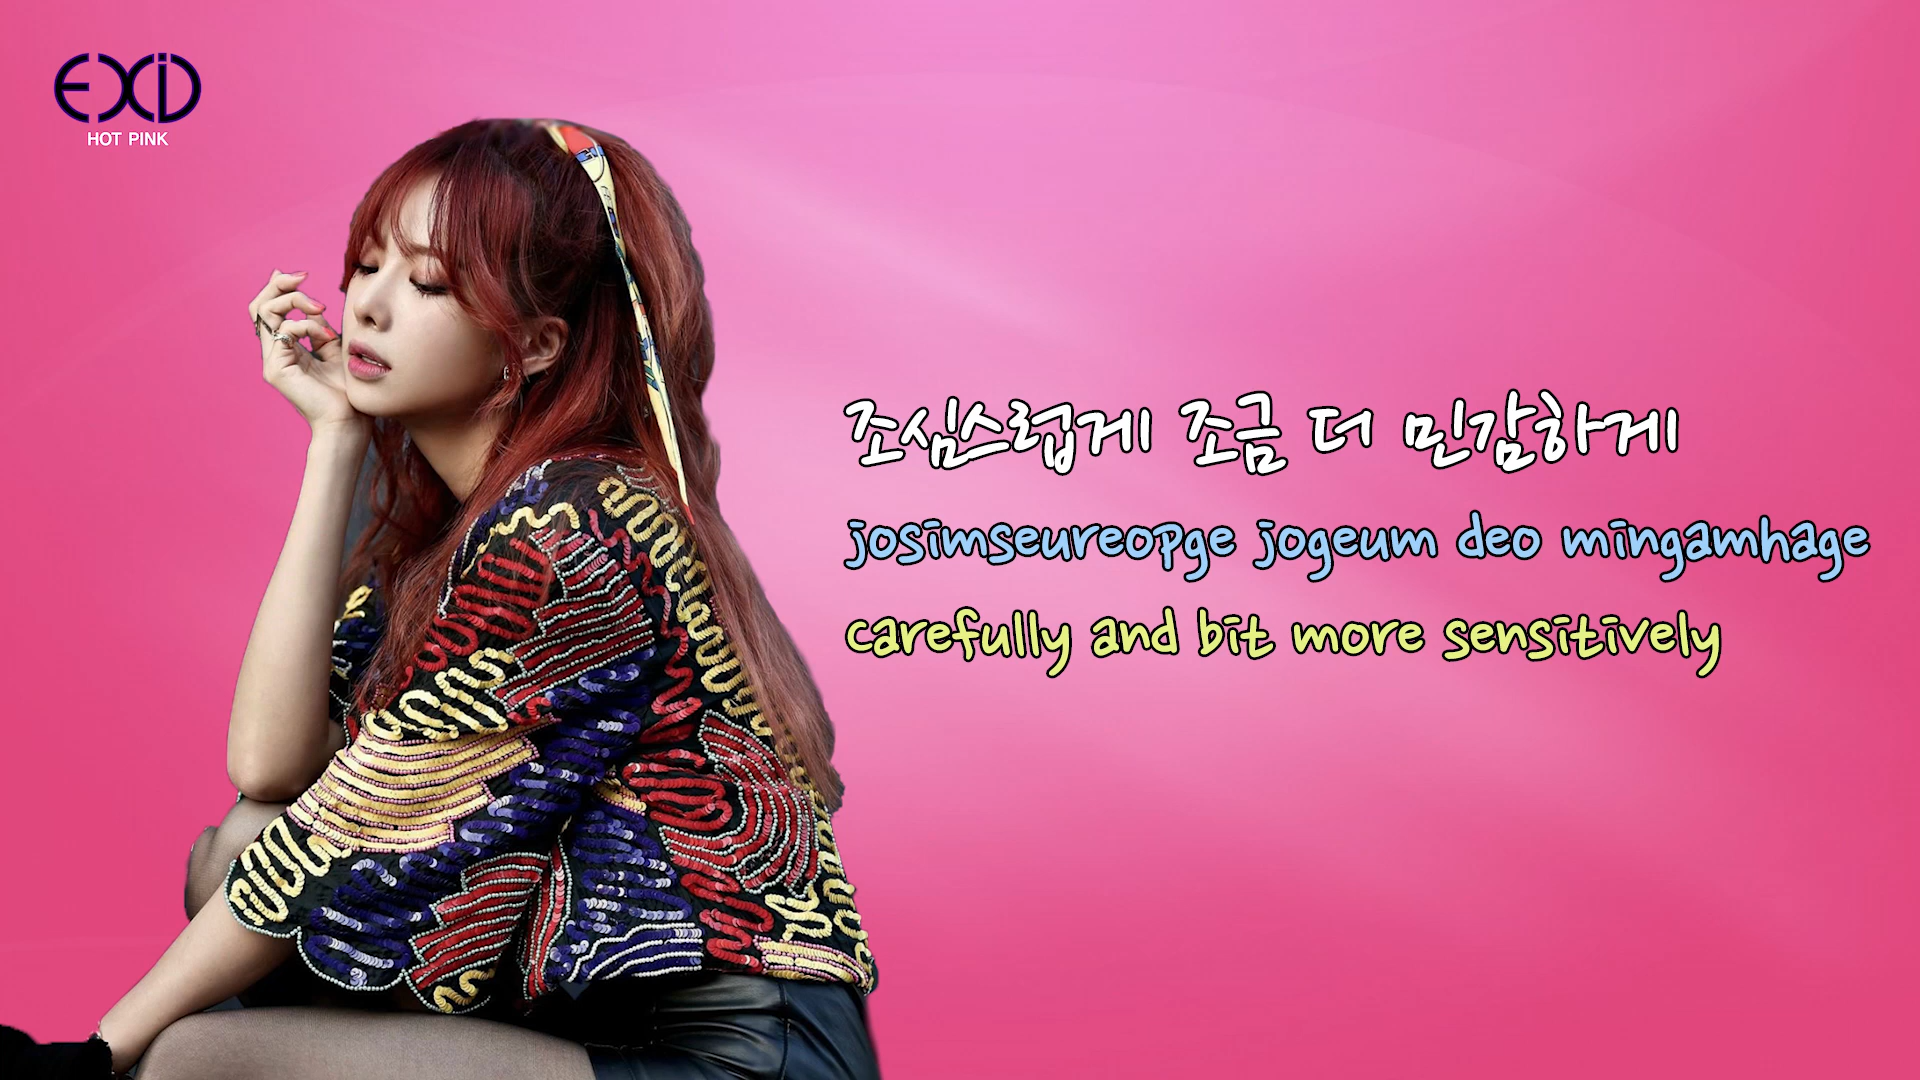 EXID
HOT PINK
조심스럽게 조금 더 민감하게
josimseureopge jogeum deo mingamhage
carefully and bit more sensitively